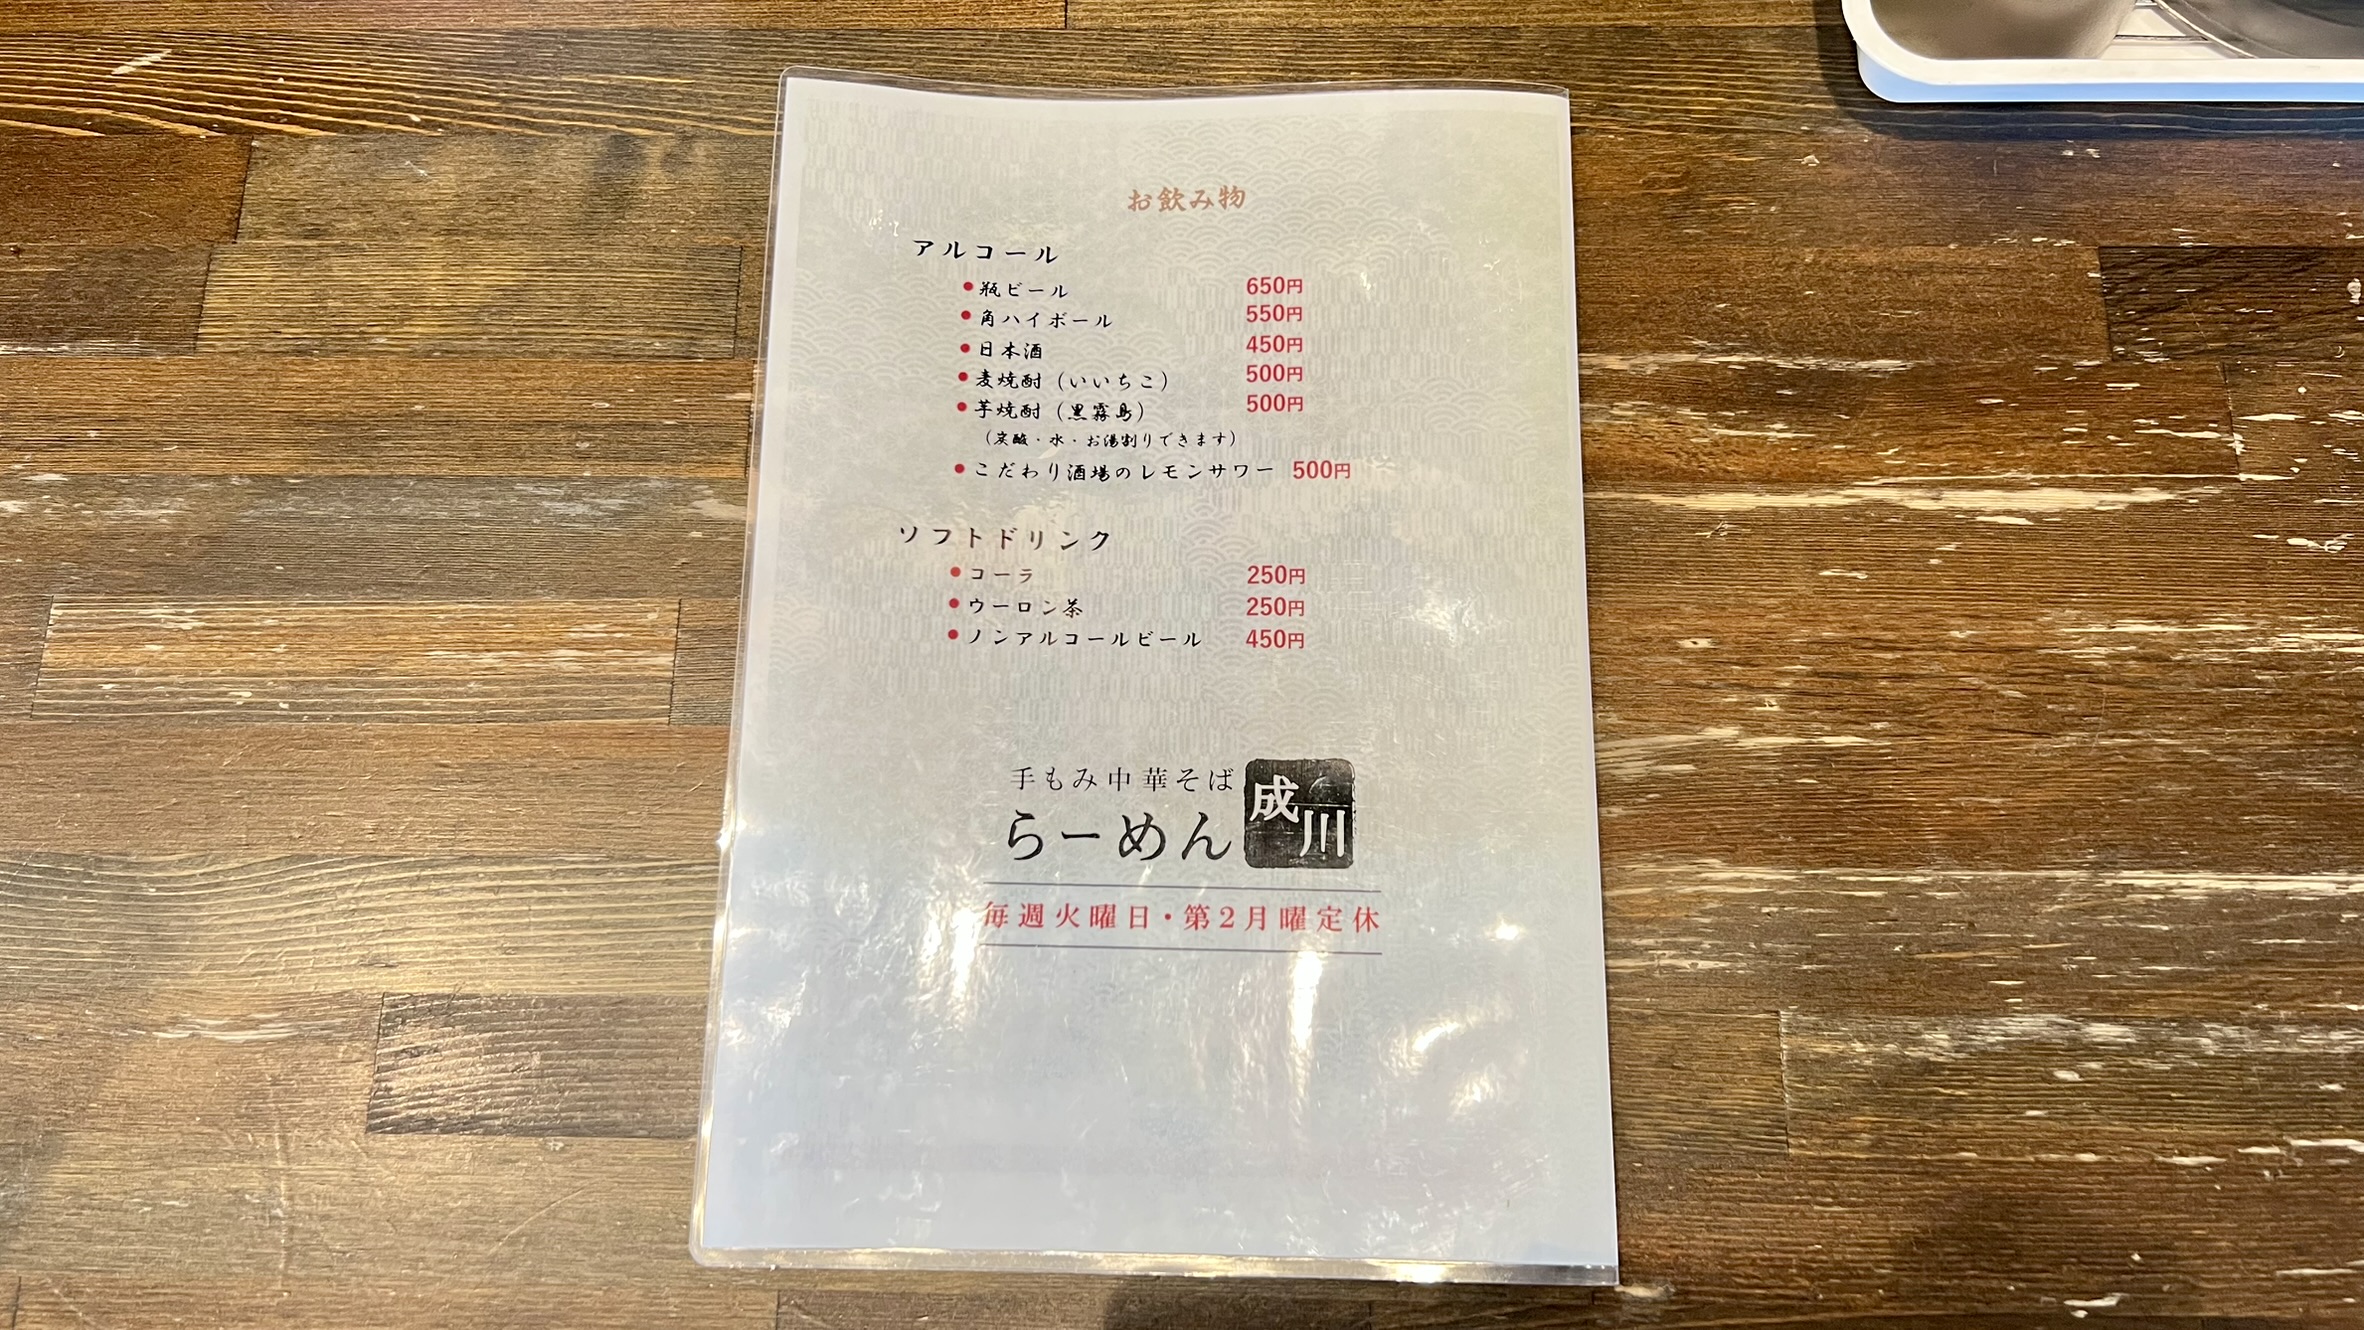 お飲み物
アルコール
●瓶ビール 650円
●角ハイボール 550円
●日本酒 450円
●麦焼酎（いいちこ） 500円
●芋焼酎（黒霧島） 500円
（炭酸・水・お湯割りできます）
●こだわり酒場のレモンサワー 500円
ソフトドリンク
●コーラ 250円
●ウーロン茶 250円
●ノンアルコールビール 450円
手もみ中華そば
らーめん 成川
毎週火曜日・第2月曜定休